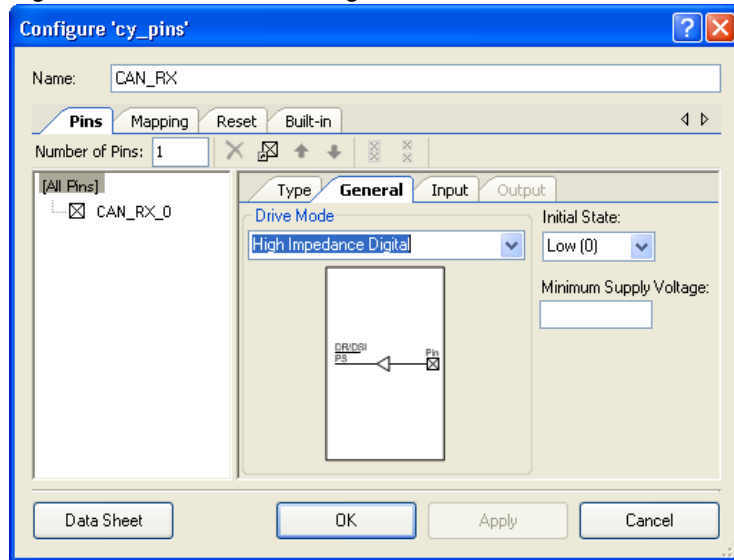 Configure 'cy_pins'
Name: CAN_RX
Pins Mapping Reset Built-in
Number of Pins: 1
[All Pins]
CAN_RX_0
Type General Input Output
Drive Mode
High Impedance Digital
DR/DSI
PS
Pin
Initial State:
Low (0)
Minimum Supply Voltage:
Data Sheet OK Apply Cancel